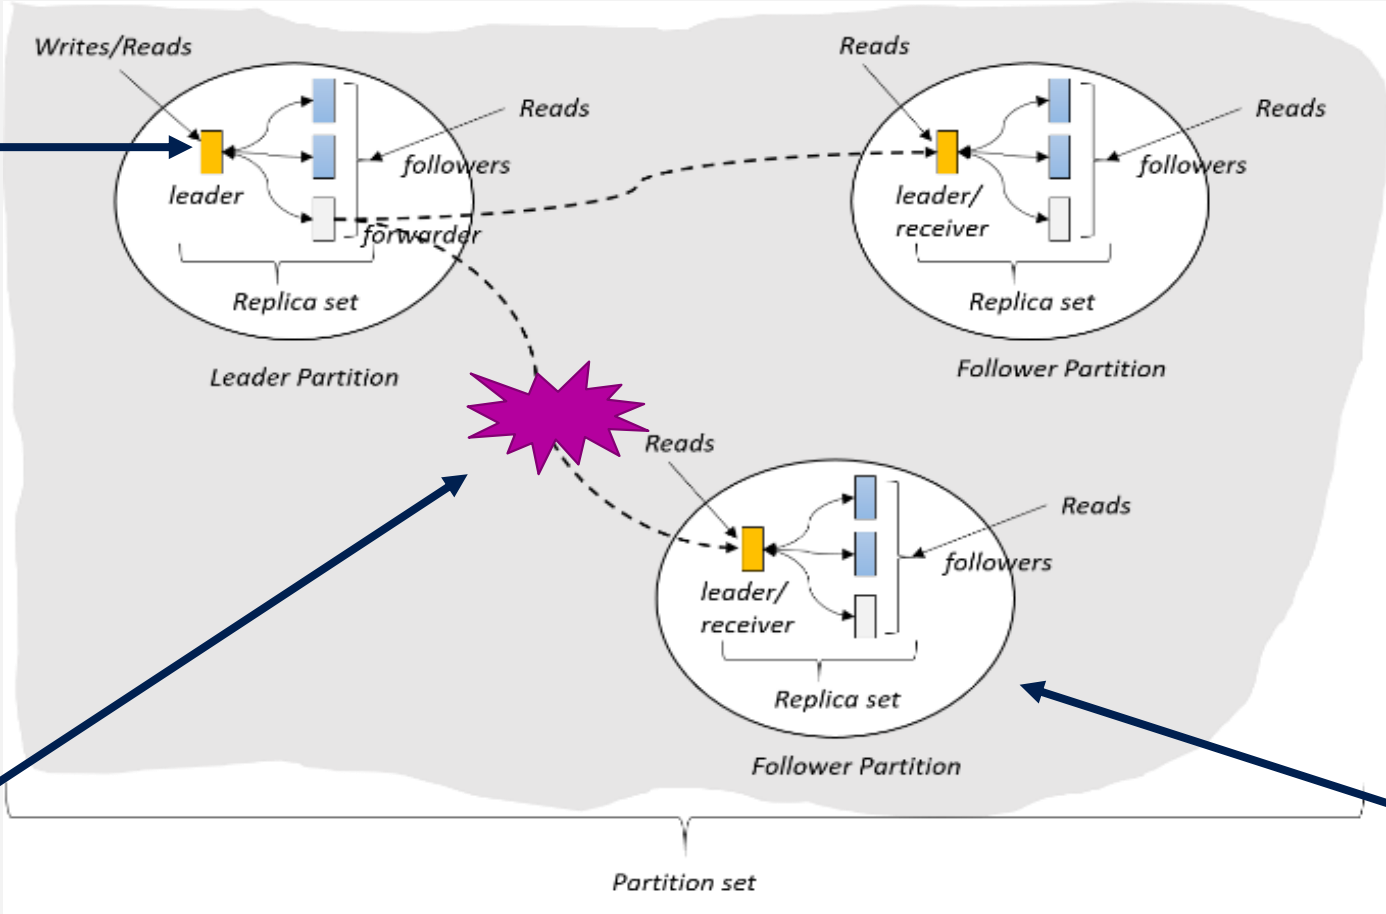 Writes/Reads
Reads
followers
leader
forwarder
Replica set
Leader Partition
Reads
Reads
followers
leader/
receiver
Replica set
Follower Partition
Reads
Reads
followers
leader/
receiver
Replica set
Follower Partition
Partition set